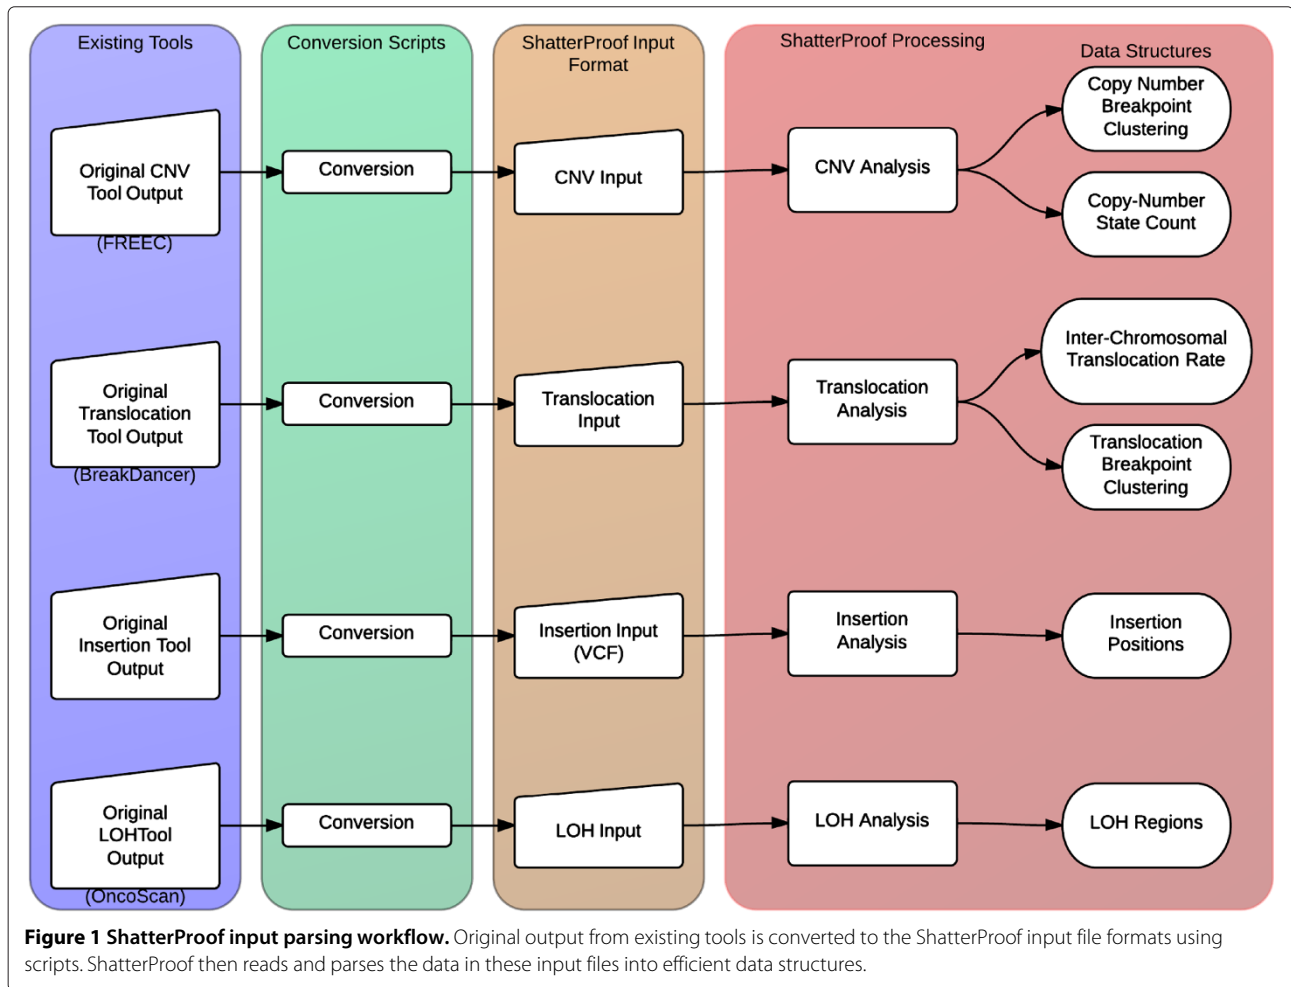 Existing Tools
Conversion Scripts
ShatterProof Input
Format
ShatterProof Processing
Data Structures
Original CNV
Tool Output
(FREEC)
Conversion
CNV Input
CNV Analysis
Copy Number
Breakpoint
Clustering
Copy-Number
State Count
Original
Translocation
Tool Output
(BreakDancer)
Conversion
Translocation
Input
Translocation
Analysis
Inter-Chromosomal
Translocation Rate
Translocation
Breakpoint
Clustering
Original
Insertion Tool
Output
Conversion
Insertion Input
(VCF)
Insertion
Analysis
Insertion
Positions
Original
LOHTool
Output
(OncoScan)
Conversion
LOH Input
LOH Analysis
LOH Regions
Figure 1 ShatterProof input parsing workflow. Original output from existing tools is converted to the ShatterProof input file formats using
scripts. ShatterProof then reads and parses the data in these input files into efficient data structures.